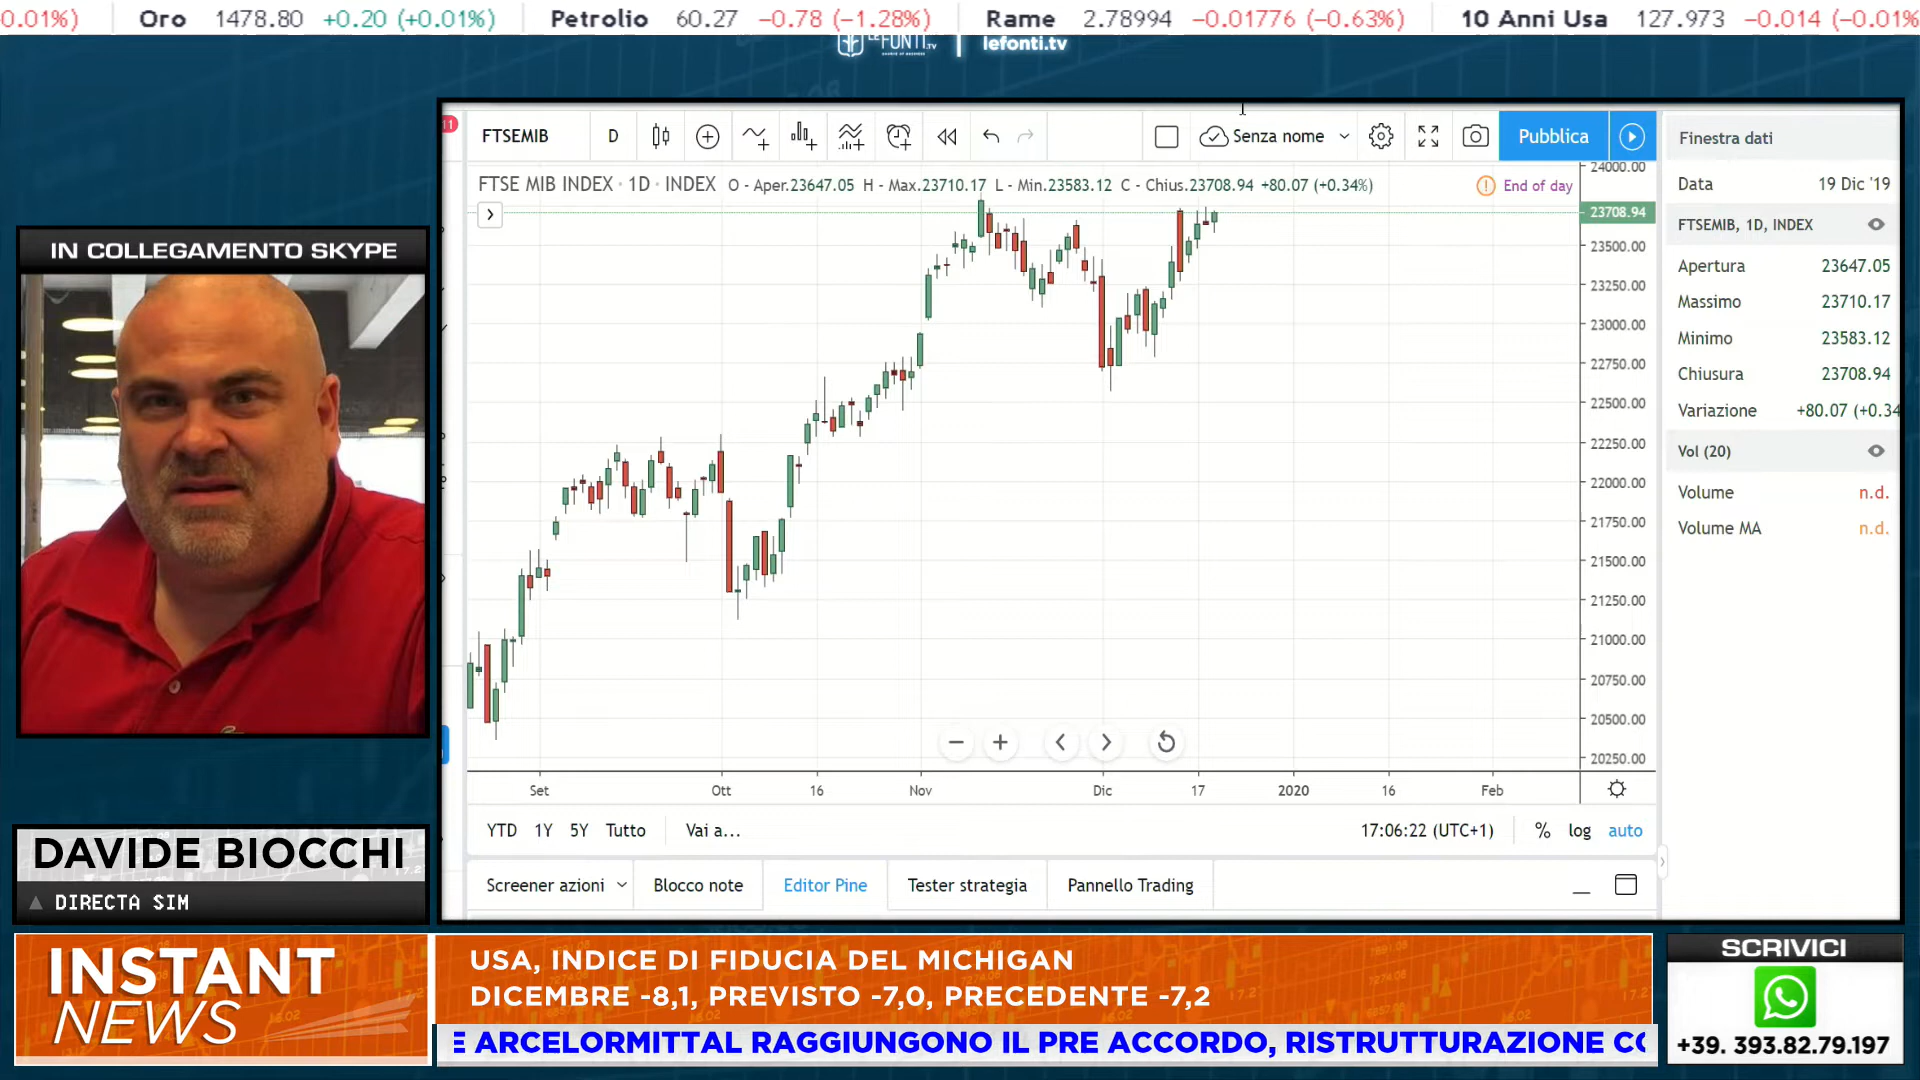 0.01%) Oro 1478.80 +0.20 (+0.01%) Petrolio 60.27 −0.78 (−1.28%) Rame 2.78994 −0.01776 (−0.63%) 10 Anni Usa 127.973 −0.014 (−0.01%
LEFONTI.TV lefonti.tv
11 FTSEMIB D Senza nome Pubblica
FTSE MIB INDEX · 1D · INDEX O - Aper.23647.05 H - Max.23710.17 L - Min.23583.12 C - Chius.23708.94 +80.07 (+0.34%) End of day
24000.00
23708.94
23500.00
23250.00
23000.00
22750.00
22500.00
22250.00
22000.00
21750.00
21500.00
21250.00
21000.00
20750.00
20500.00
20250.00
Set Ott 16 Nov Dic 17 2020 16 Feb
YTD 1Y 5Y Tutto Vai a... 17:06:22 (UTC+1) % log auto
Screener azioni Blocco note Editor Pine Tester strategia Pannello Trading
Finestra dati
Data 19 Dic '19
FTSEMIB, 1D, INDEX
Apertura 23647.05
Massimo 23710.17
Minimo 23583.12
Chiusura 23708.94
Variazione +80.07 (+0.34
Vol (20)
Volume n.d.
Volume MA n.d.
IN COLLEGAMENTO SKYPE
DAVIDE BIOCCHI
DIRECTA SIM
INSTANT
NEWS
USA, INDICE DI FIDUCIA DEL MICHIGAN
DICEMBRE -8,1, PREVISTO -7,0, PRECEDENTE -7,2
E ARCELORMITTAL RAGGIUNGONO IL PRE ACCORDO, RISTRUTTURAZIONE CO
SCRIVICI
+39. 393.82.79.197